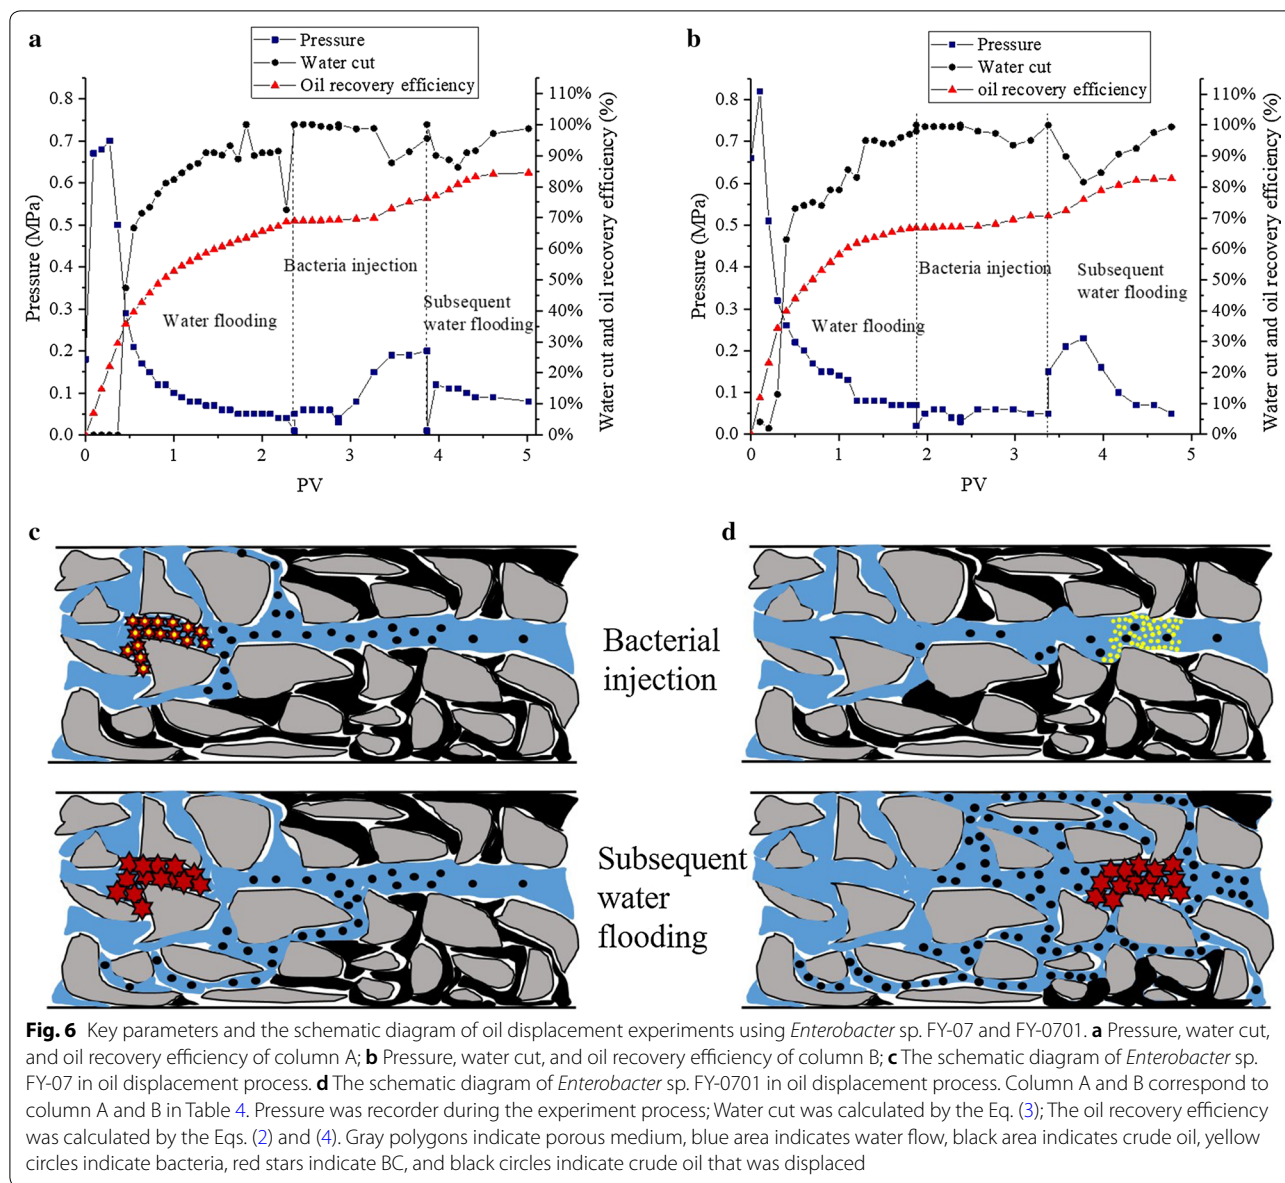 a
Pressure
Water cut
Oil recovery efficiency
0.8
0.7
0.6
0.5
0.4
0.3
0.2
0.1
0.0
Pressure (MPa)
110%
100%
90%
80%
70%
60%
50%
40%
30%
20%
10%
0%
Water cut and oil recovery efficiency (%)
Water flooding
Bacteria injection
Subsequent
water flooding
0 1 2 3 4 5
PV
b
Pressure
Water cut
oil recovery efficiency
0.8
0.7
0.6
0.5
0.4
0.3
0.2
0.1
0.0
Pressure (MPa)
110%
100%
90%
80%
70%
60%
50%
40%
30%
20%
10%
0%
Water cut and oil recovery efficiency (%)
Water flooding
Bacteria injection
Subsequent
water flooding
0 1 2 3 4 5
PV
c
d
Bacterial
injection
Subsequent
water
flooding
Fig. 6 Key parameters and the schematic diagram of oil displacement experiments using Enterobacter sp. FY-07 and FY-0701. a Pressure, water cut,
and oil recovery efficiency of column A; b Pressure, water cut, and oil recovery efficiency of column B; c The schematic diagram of Enterobacter sp.
FY-07 in oil displacement process. d The schematic diagram of Enterobacter sp. FY-0701 in oil displacement process. Column A and B correspond to
column A and B in Table 4. Pressure was recorder during the experiment process; Water cut was calculated by the Eq. (3); The oil recovery efficiency
was calculated by the Eqs. (2) and (4). Gray polygons indicate porous medium, blue area indicates water flow, black area indicates crude oil, yellow
circles indicate bacteria, red stars indicate BC, and black circles indicate crude oil that was displaced